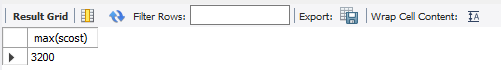 Result Grid Filter Rows: Export: Wrap Cell Content:
max(scost)
3200